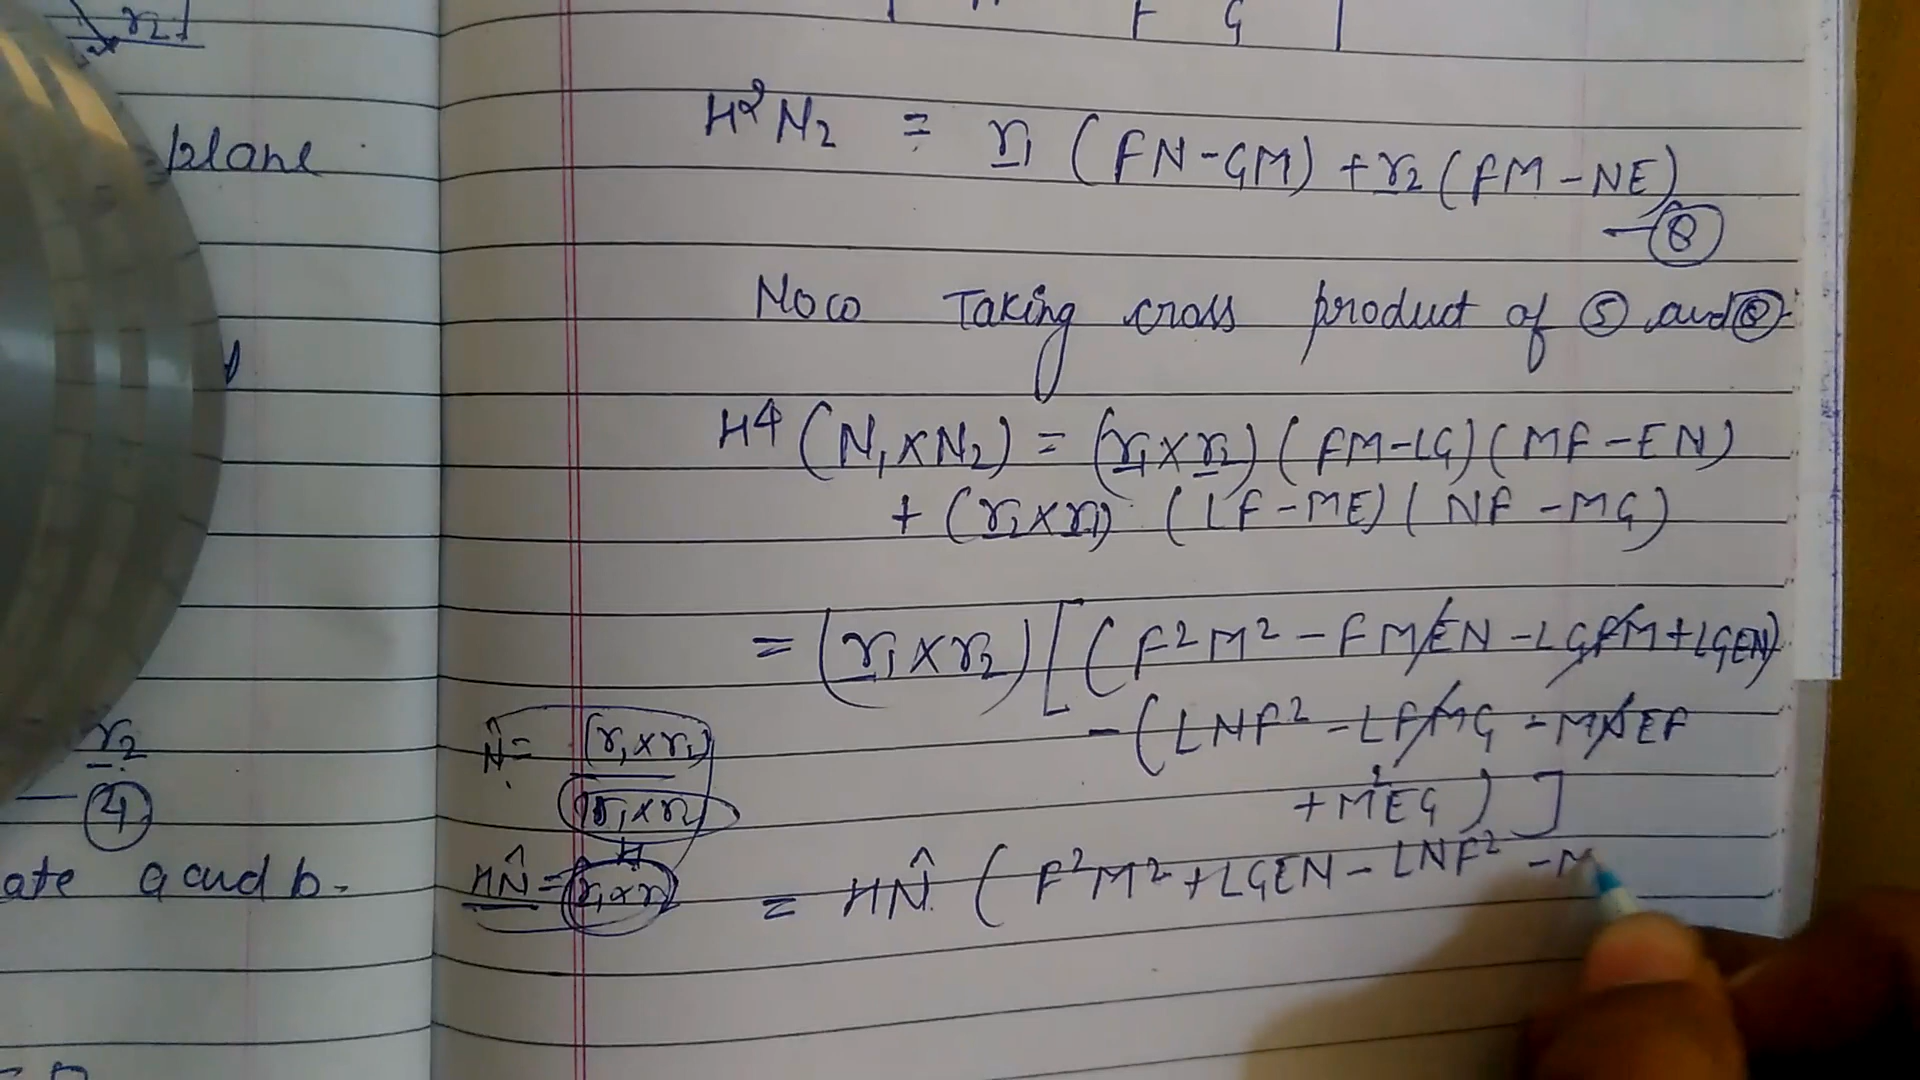 r2
plane
r2
— 4
ate a and b.
F G
H²N2 = r1 (FN-GM) + r2 (FM-NE)
— 8
Now Taking cross product of 5 and 8:
H⁴ (N1×N2) = (r1×r2) (FM-LG) (MF-EN)
+ (r2×r1) (LF-ME) (NF-MG)
= (r1×r2) [(F²M² - FMEN - LGFM + LGEN)
- (LNF² - LFMG - MNEF
+ M²EG)]
N̂ = (r1×r2)
|r1×r2|
H
HN̂ = (r1×r2)
= HN̂ (F²M² + LGEN - LNF² - M